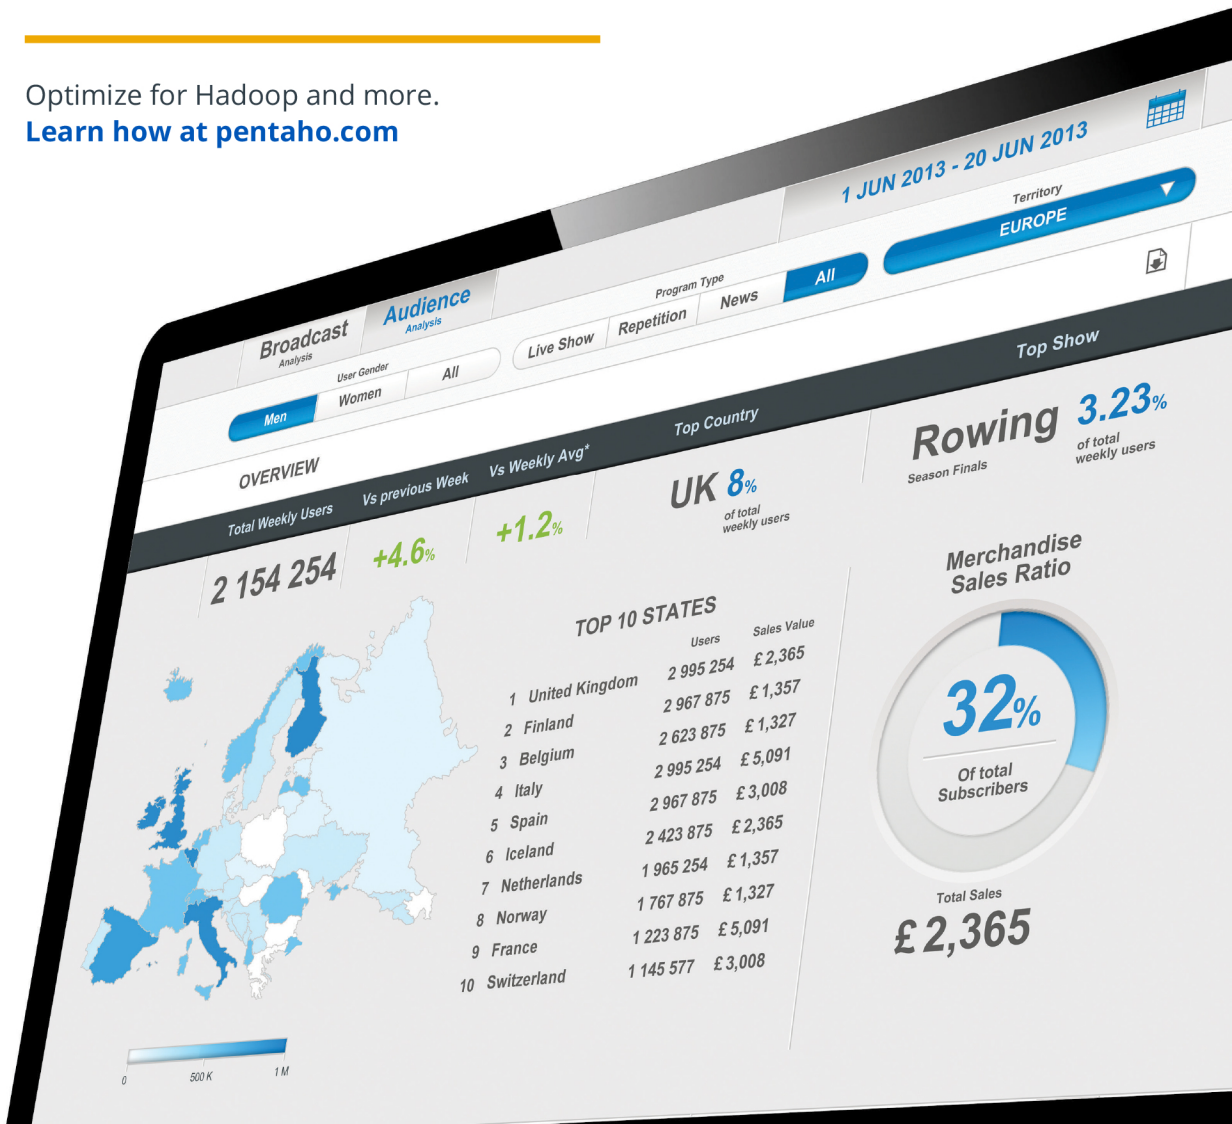 Optimize for Hadoop and more.
Learn how at pentaho.com
1 JUN 2013 - 20 JUN 2013
Broadcast
Analysis
Audience
Analysis
User Gender
Men
Women
All
Program Type
Live Show
Repetition
News
All
Territory
EUROPE
OVERVIEW
Total Weekly Users
Vs previous Week
Vs Weekly Avg*
Top Country
Top Show
2 154 254
+4.6%
+1.2%
UK 8%
of total
weekly users
Rowing
Season Finals
3.23%
of total
weekly users
TOP 10 STATES
Users Sales Value
1 United Kingdom 2 995 254 £ 2,365
2 Finland 2 967 875 £ 1,357
3 Belgium 2 623 875 £ 1,327
4 Italy 2 995 254 £ 5,091
5 Spain 2 967 875 £ 3,008
6 Iceland 2 423 875 £ 2,365
7 Netherlands 1 965 254 £ 1,357
8 Norway 1 767 875 £ 1,327
9 France 1 223 875 £ 5,091
10 Switzerland 1 145 577 £ 3,008
Merchandise
Sales Ratio
32%
Of total
Subscribers
Total Sales
£ 2,365
0 500 K 1 M